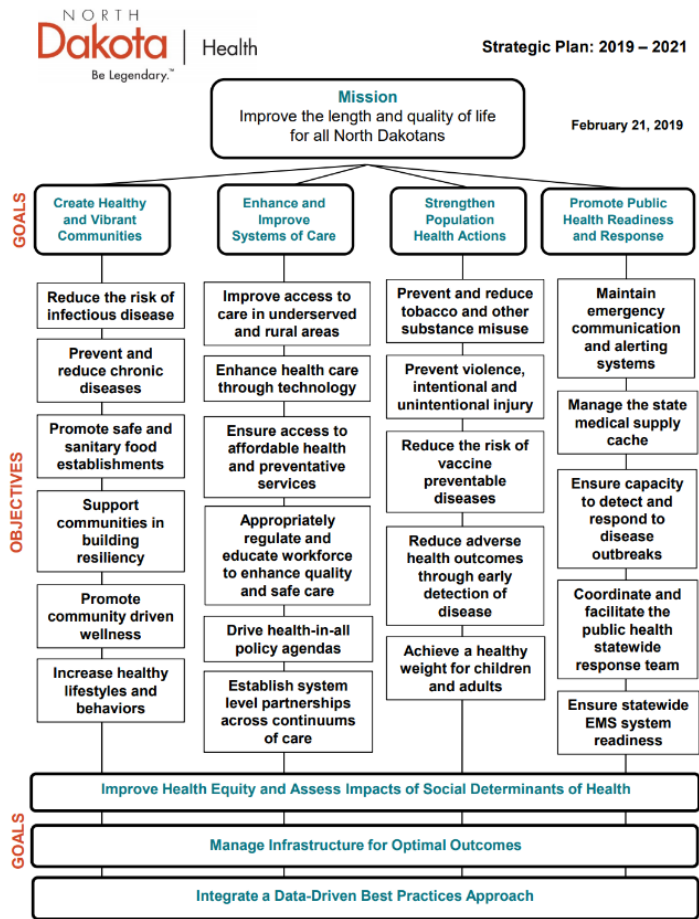 NORTH
Dakota
Be Legendary.™
Health
Strategic Plan: 2019 – 2021
February 21, 2019
Mission
Improve the length and quality of life
for all North Dakotans
GOALS
Create Healthy
and Vibrant
Communities
Enhance and
Improve
Systems of Care
Strengthen
Population
Health Actions
Promote Public
Health Readiness
and Response
OBJECTIVES
Reduce the risk of
infectious disease
Prevent and
reduce chronic
diseases
Promote safe and
sanitary food
establishments
Support
communities in
building
resiliency
Promote
community driven
wellness
Increase healthy
lifestyles and
behaviors
Improve access to
care in underserved
and rural areas
Enhance health care
through technology
Ensure access to
affordable health
and preventative
services
Appropriately
regulate and
educate workforce
to enhance quality
and safe care
Drive health-in-all
policy agendas
Establish system
level partnerships
across continuums
of care
Prevent and reduce
tobacco and other
substance misuse
Prevent violence,
intentional and
unintentional injury
Reduce the risk of
vaccine
preventable
diseases
Reduce adverse
health outcomes
through early
detection of
disease
Achieve a healthy
weight for children
and adults
Maintain
emergency
communication
and alerting
systems
Manage the state
medical supply
cache
Ensure capacity
to detect and
respond to
disease
outbreaks
Coordinate and
facilitate the
public health
statewide
response team
Ensure statewide
EMS system
readiness
GOALS
Improve Health Equity and Assess Impacts of Social Determinants of Health
Manage Infrastructure for Optimal Outcomes
Integrate a Data-Driven Best Practices Approach